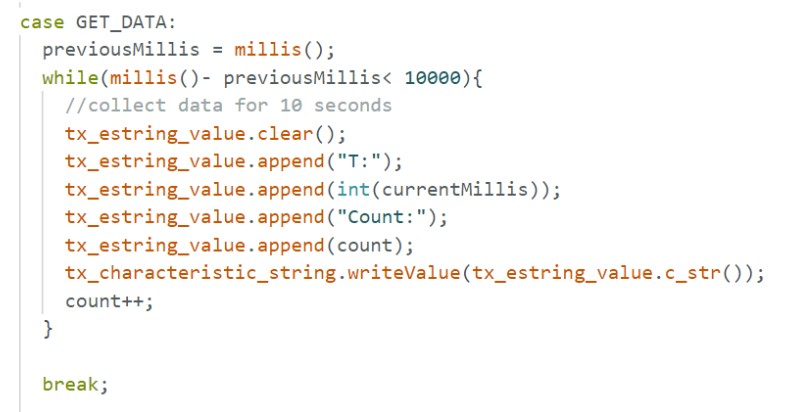 case GET_DATA:
previousMillis = millis();
while(millis()- previousMillis< 10000){
//collect data for 10 seconds
tx_estring_value.clear();
tx_estring_value.append("T:");
tx_estring_value.append(int(currentMillis));
tx_estring_value.append("Count:");
tx_estring_value.append(count);
tx_characteristic_string.writeValue(tx_estring_value.c_str());
count++;
}
break;